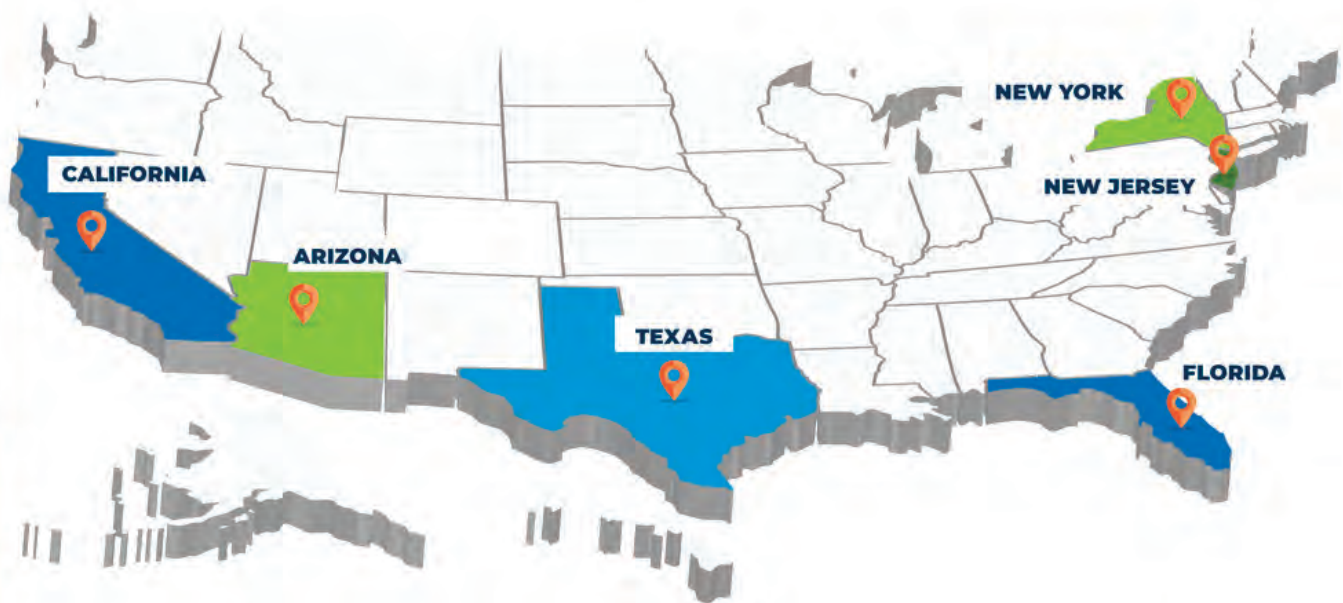 NEW YORK
CALIFORNIA
NEW JERSEY
ARIZONA
TEXAS
FLORIDA